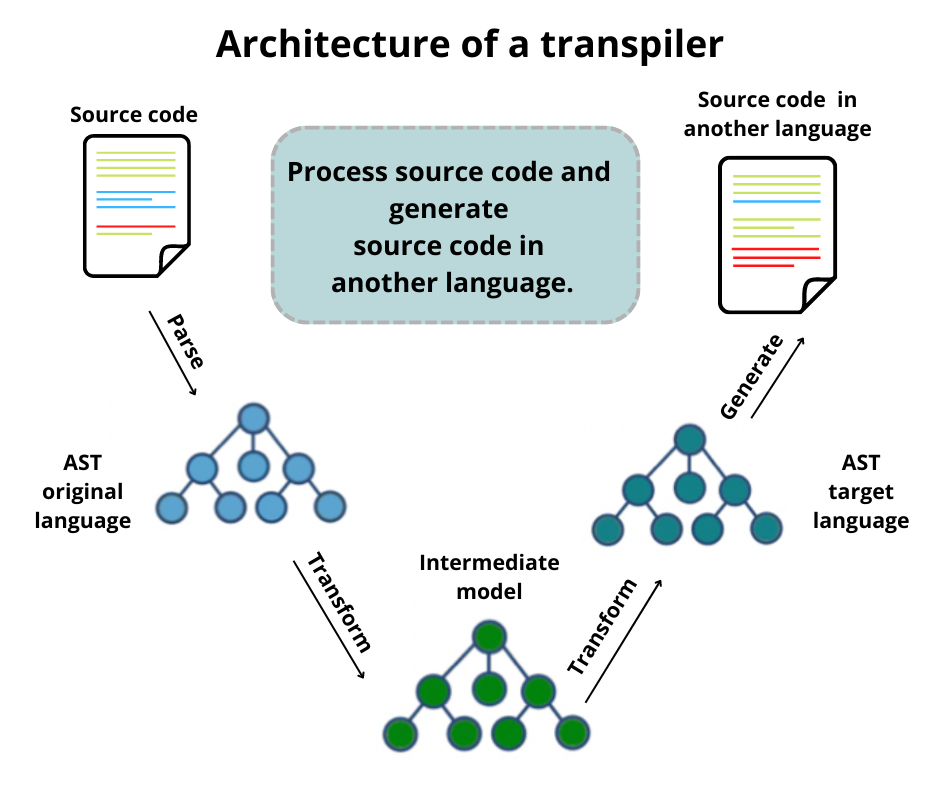 Architecture of a transpiler
Source code
Source code in
another language
Process source code and
generate
source code in
another language.
Parse
Generate
AST
original
language
AST
target
language
Transform
Intermediate
model
Transform